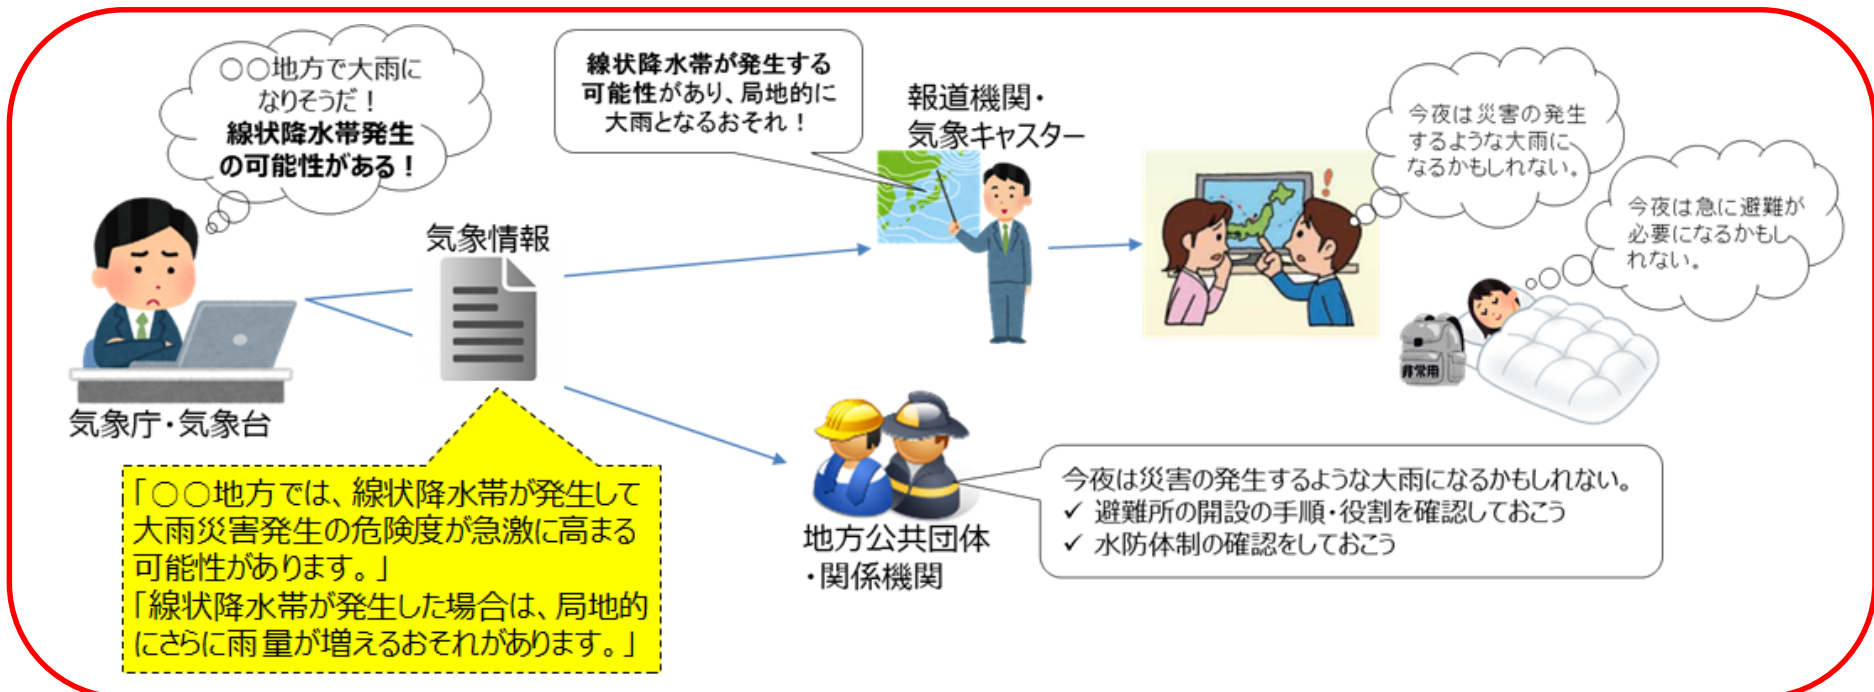 ○○地方で大雨に
なりそうだ！
線状降水帯発生
の可能性がある！
気象庁・気象台
気象情報
「○○地方では、線状降水帯が発生して
大雨災害発生の危険度が急激に高まる
可能性があります。」
「線状降水帯が発生した場合は、局地的
にさらに雨量が増えるおそれがあります。」
線状降水帯が発生する
可能性があり、局地的に
大雨となるおそれ！
報道機関・
気象キャスター
今夜は災害の発生
するような大雨に
なるかもしれない。
今夜は急に避難が
必要になるかもし
れない。
非常用
地方公共団体
・関係機関
今夜は災害の発生するような大雨になるかもしれない。
✓ 避難所の開設の手順・役割を確認しておこう
✓ 水防体制の確認をしておこう